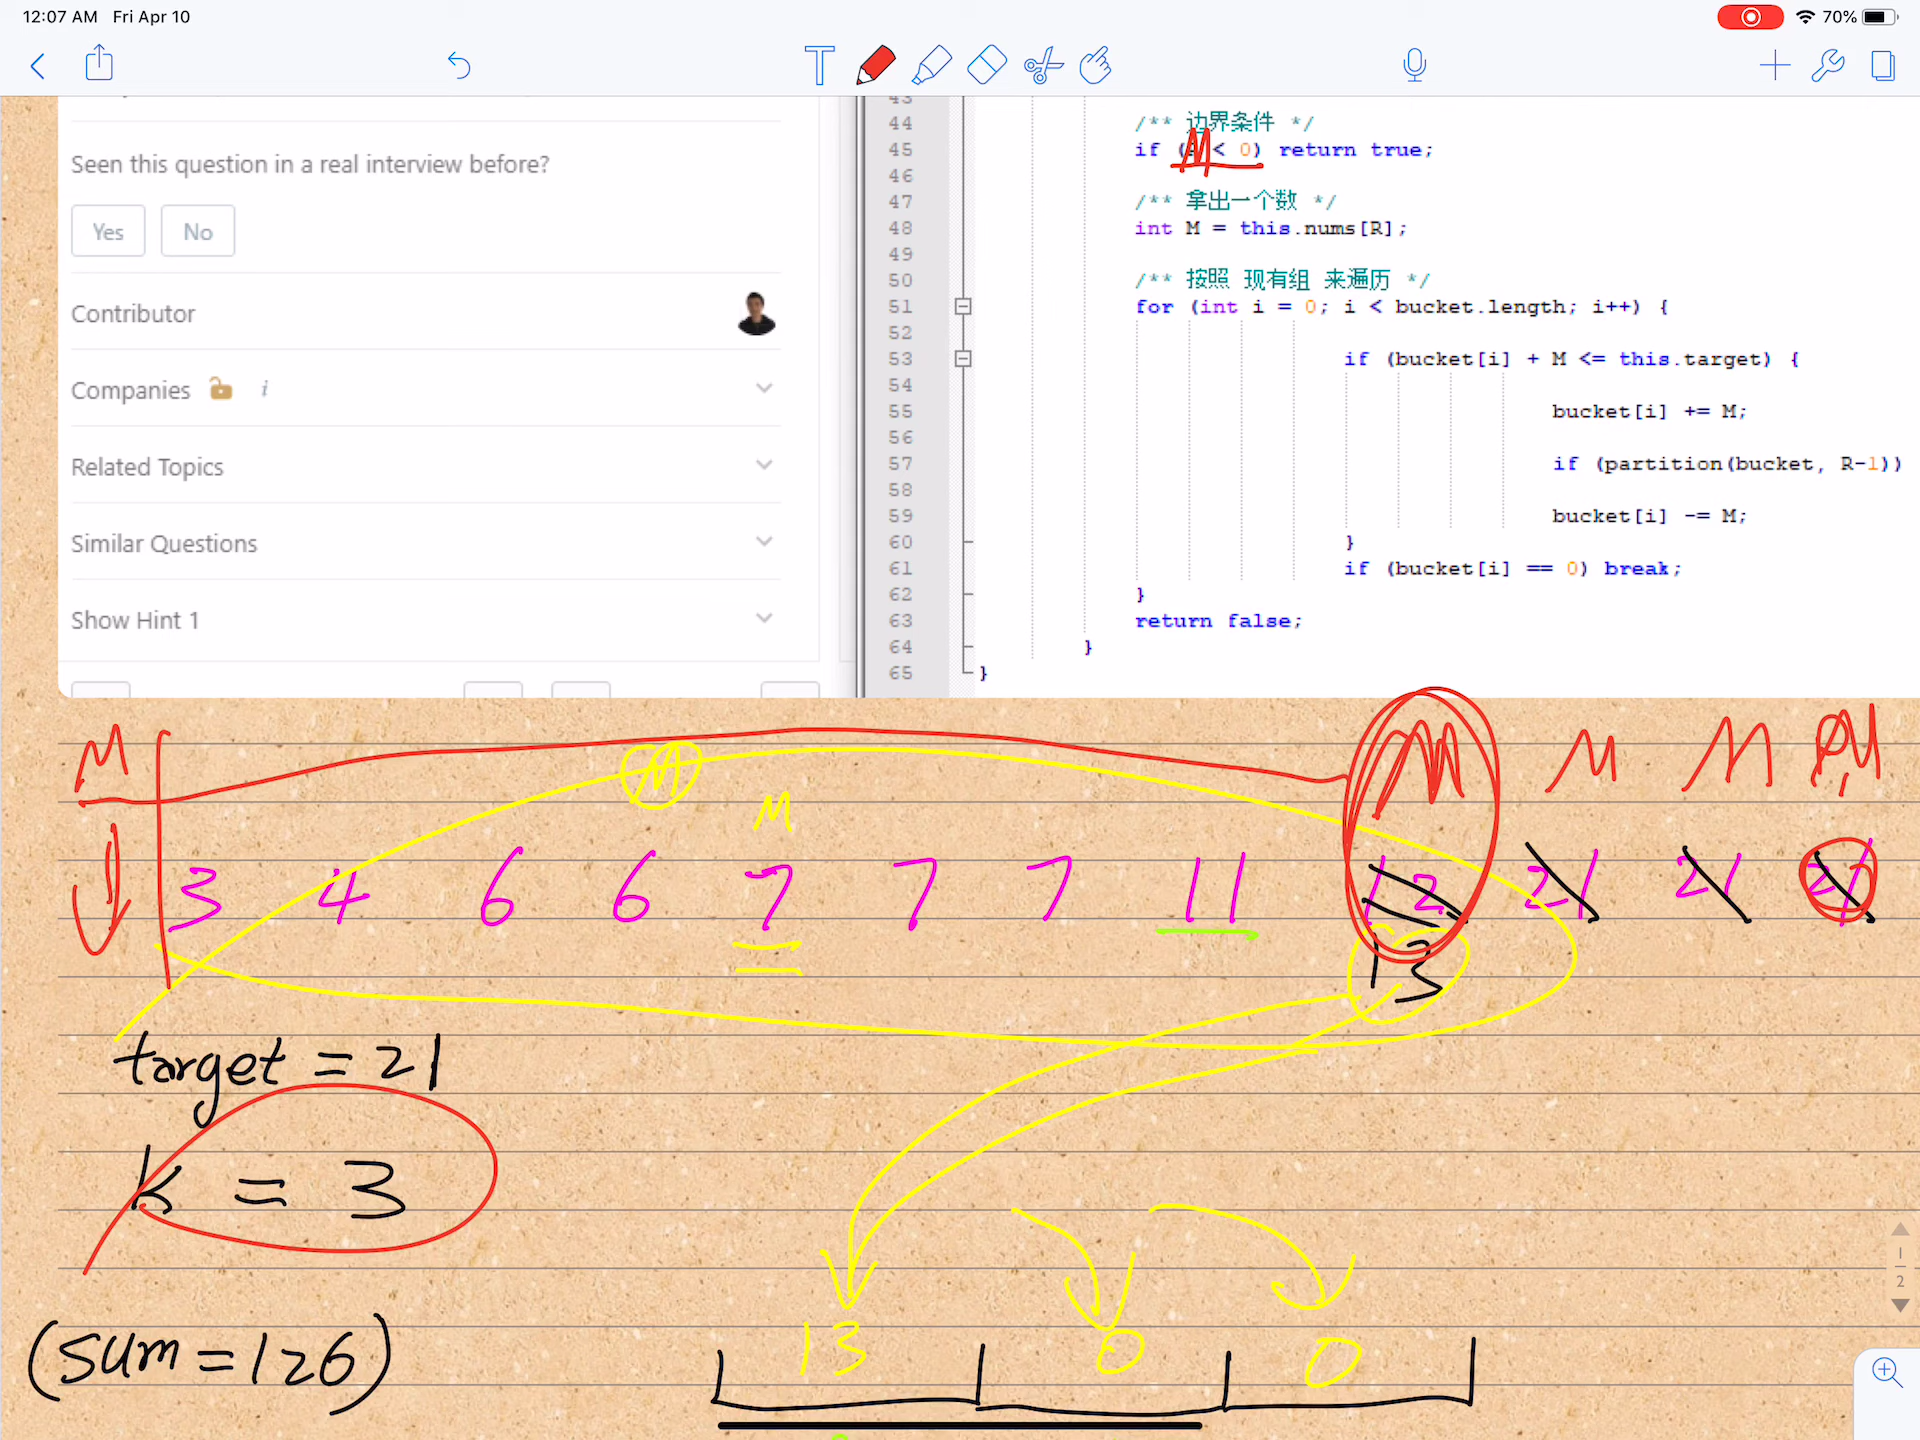 12:07 AM Fri Apr 10
70%
T
Seen this question in a real interview before?
Yes No
Contributor
Companies i
Related Topics
Similar Questions
Show Hint 1
43
44 /** 边界条件 */
45 if (M < 0) return true;
46
47 /** 拿出一个数 */
48 int M = this.nums[R];
49
50 /** 按照 现有组 来遍历 */
51 for (int i = 0; i < bucket.length; i++) {
52
53 if (bucket[i] + M <= this.target) {
54
55 bucket[i] += M;
56
57 if (partition(bucket, R-1))
58
59 bucket[i] -= M;
60 }
61 if (bucket[i] == 0) break;
62 }
63 return false;
64 }
65 }
M M M M M M
M
3 4 6 6 7 7 7 11 12 21 21 21
13
target = 21
k = 3
(sum=126)
13 0 0
1
2